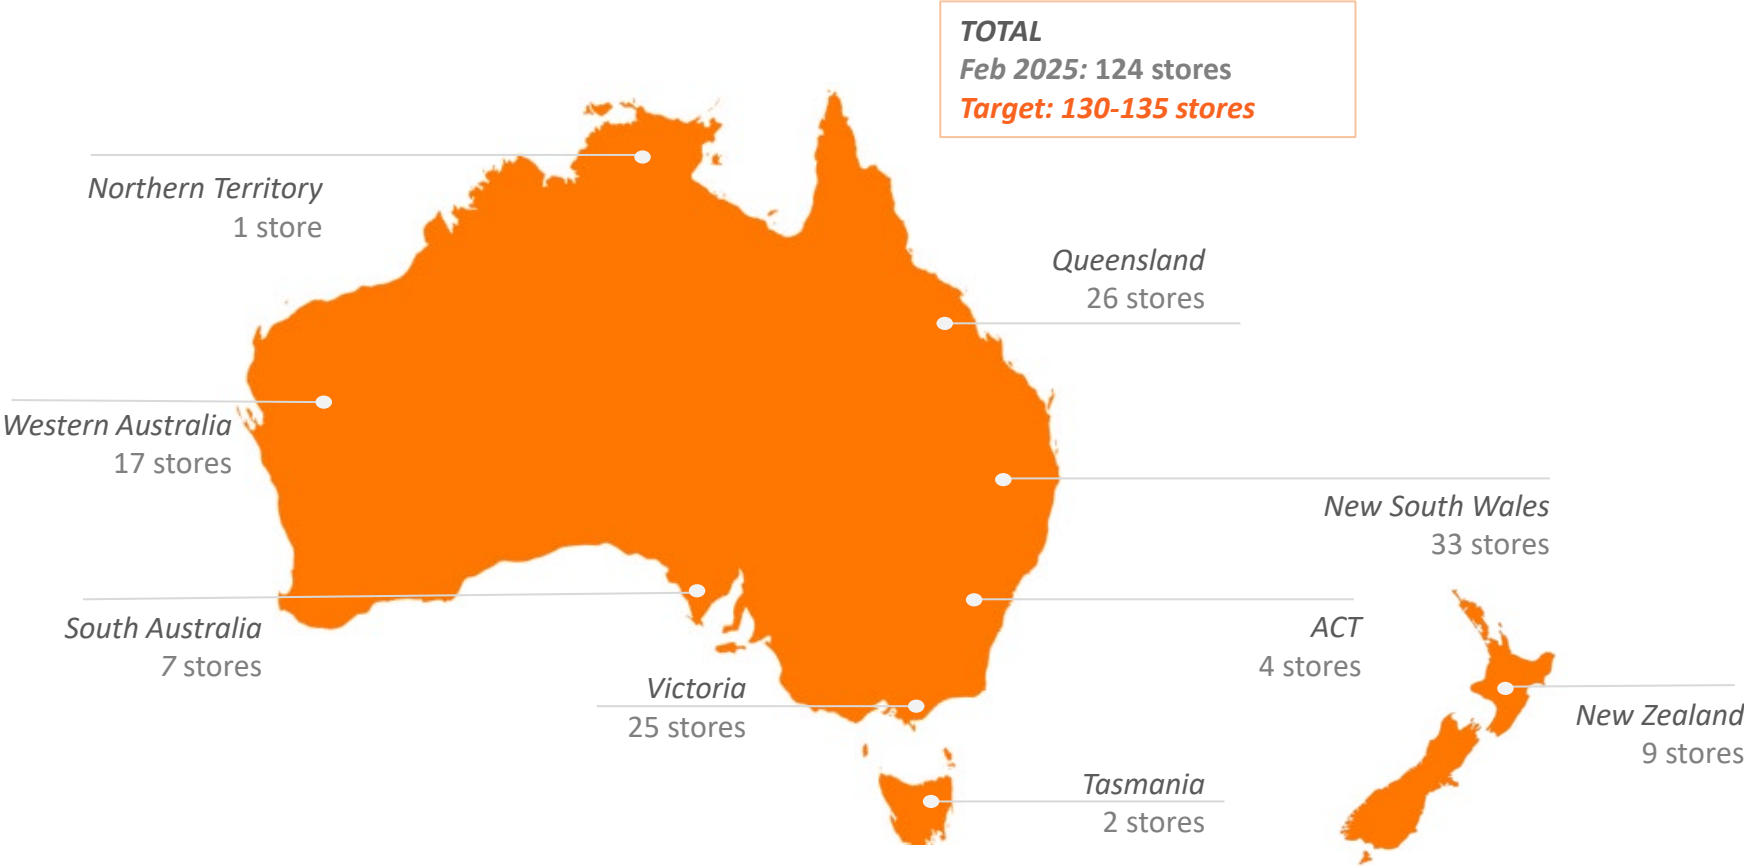 TOTAL
Feb 2025: 124 stores
Target: 130-135 stores
Northern Territory
1 store
Queensland
26 stores
Western Australia
17 stores
New South Wales
33 stores
South Australia
7 stores
ACT
4 stores
Victoria
25 stores
New Zealand
9 stores
Tasmania
2 stores